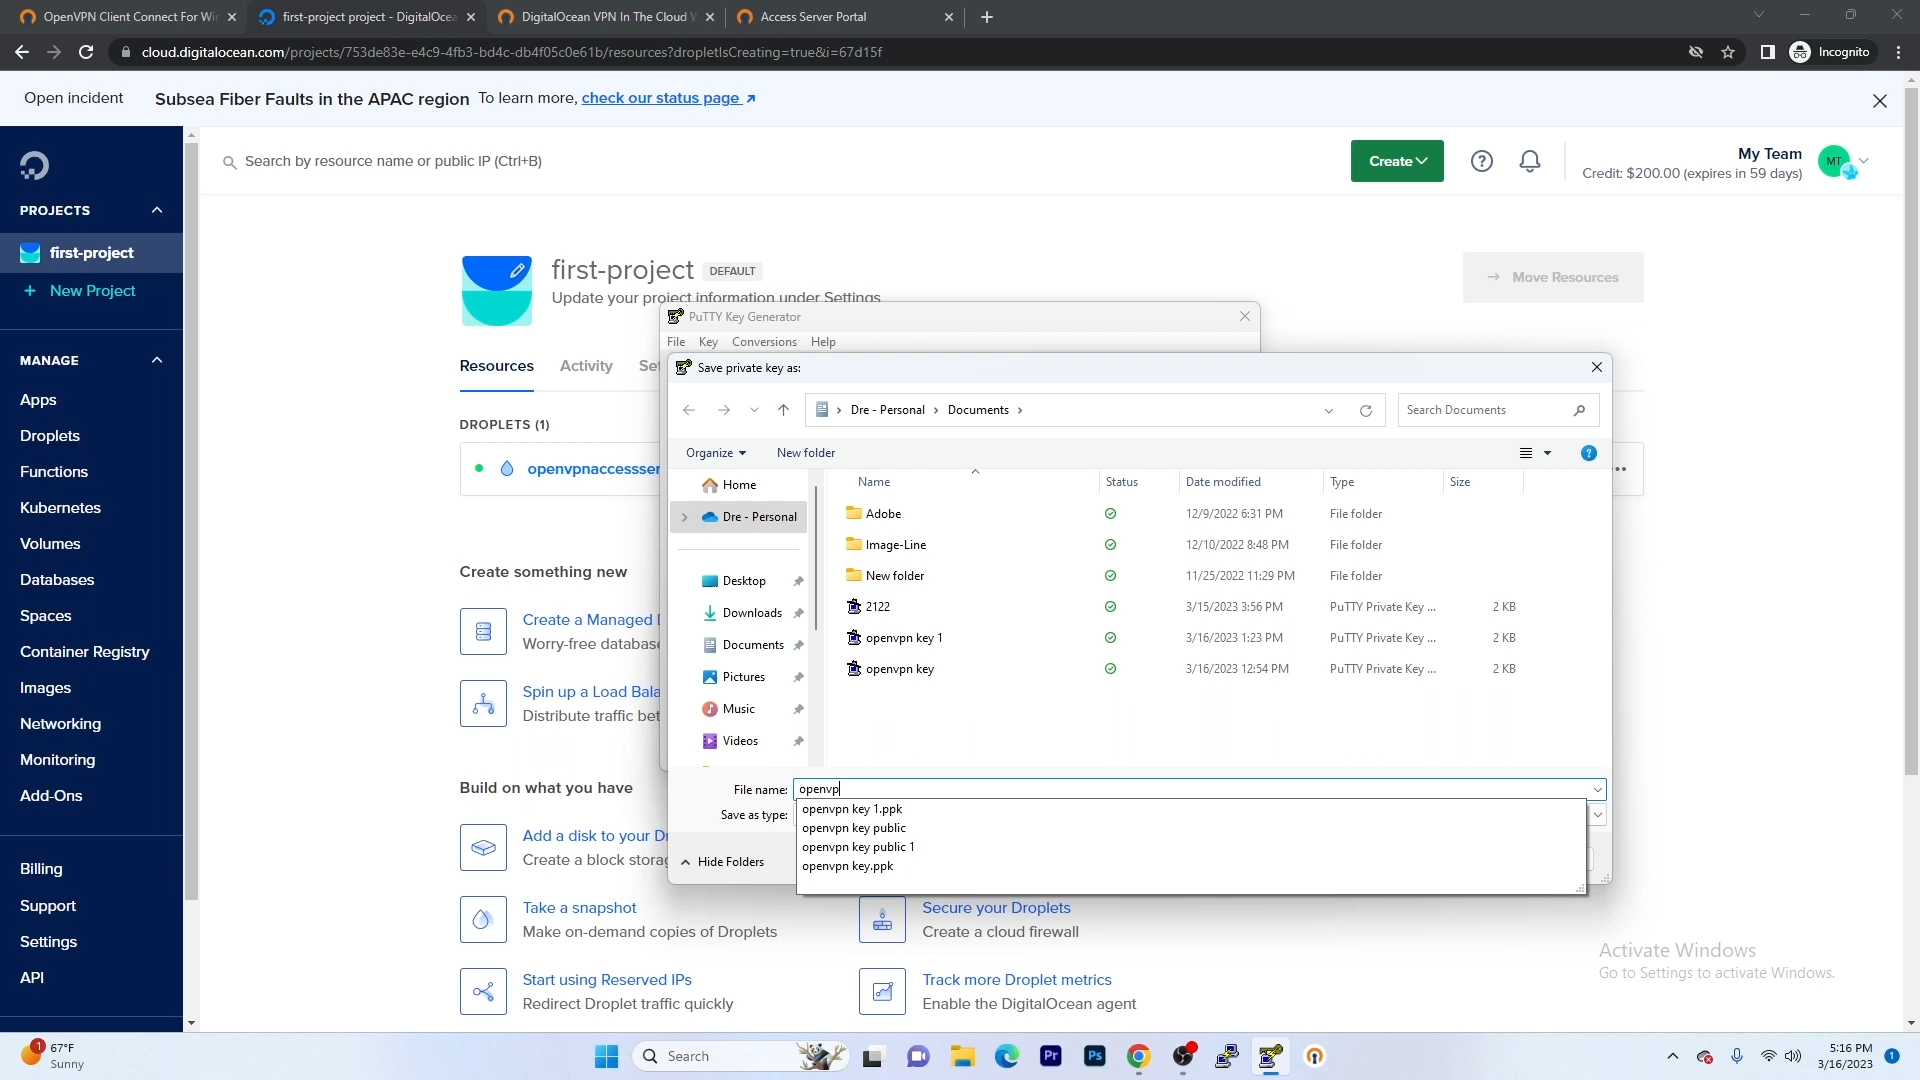 OpenVPN Client Connect For Wi
first-project project - DigitalOcea
DigitalOcean VPN In The Cloud
Access Server Portal
cloud.digitalocean.com/projects/753de83e-e4c9-4fb3-bd4c-db4f05c0e61b/resources?dropletIsCreating=true&i=67d15f
Incognito
Open incident
Subsea Fiber Faults in the APAC region To learn more, check our status page
Search by resource name or public IP (Ctrl+B)
Create
My Team
Credit: $200.00 (expires in 59 days)
MT
PROJECTS
first-project
+ New Project
MANAGE
Apps
Droplets
Functions
Kubernetes
Volumes
Databases
Spaces
Container Registry
Images
Networking
Monitoring
Add-Ons
Billing
Support
Settings
API
first-project
DEFAULT
Update your project information under Settings
Move Resources
Resources
Activity
Se
DROPLETS (1)
openvpnaccessser
Create something new
Create a Managed
Worry-free database
Spin up a Load Bala
Distribute traffic bet
Build on what you have
Add a disk to your D
Create a block storag
Take a snapshot
Make on-demand copies of Droplets
Start using Reserved IPs
Redirect Droplet traffic quickly
Secure your Droplets
Create a cloud firewall
Track more Droplet metrics
Enable the DigitalOcean agent
PuTTY Key Generator
File Key Conversions Help
Save private key as:
Dre - Personal
Documents
Search Documents
Organize
New folder
Home
Dre - Personal
Desktop
Downloads
Documents
Pictures
Music
Videos
Name Status Date modified Type Size
Adobe 12/9/2022 6:31 PM File folder
Image-Line 12/10/2022 8:48 PM File folder
New folder 11/25/2022 11:29 PM File folder
2122 3/15/2023 3:56 PM PuTTY Private Key ... 2 KB
openvpn key 1 3/16/2023 1:23 PM PuTTY Private Key ... 2 KB
openvpn key 3/16/2023 12:54 PM PuTTY Private Key ... 2 KB
File name: openvp
Save as type:
openvpn key 1.ppk
openvpn key public
openvpn key public 1
openvpn key.ppk
Hide Folders
Activate Windows
Go to Settings to activate Windows.
1
67°F
Sunny
Search
Pr
Ps
5:16 PM
3/16/2023
1